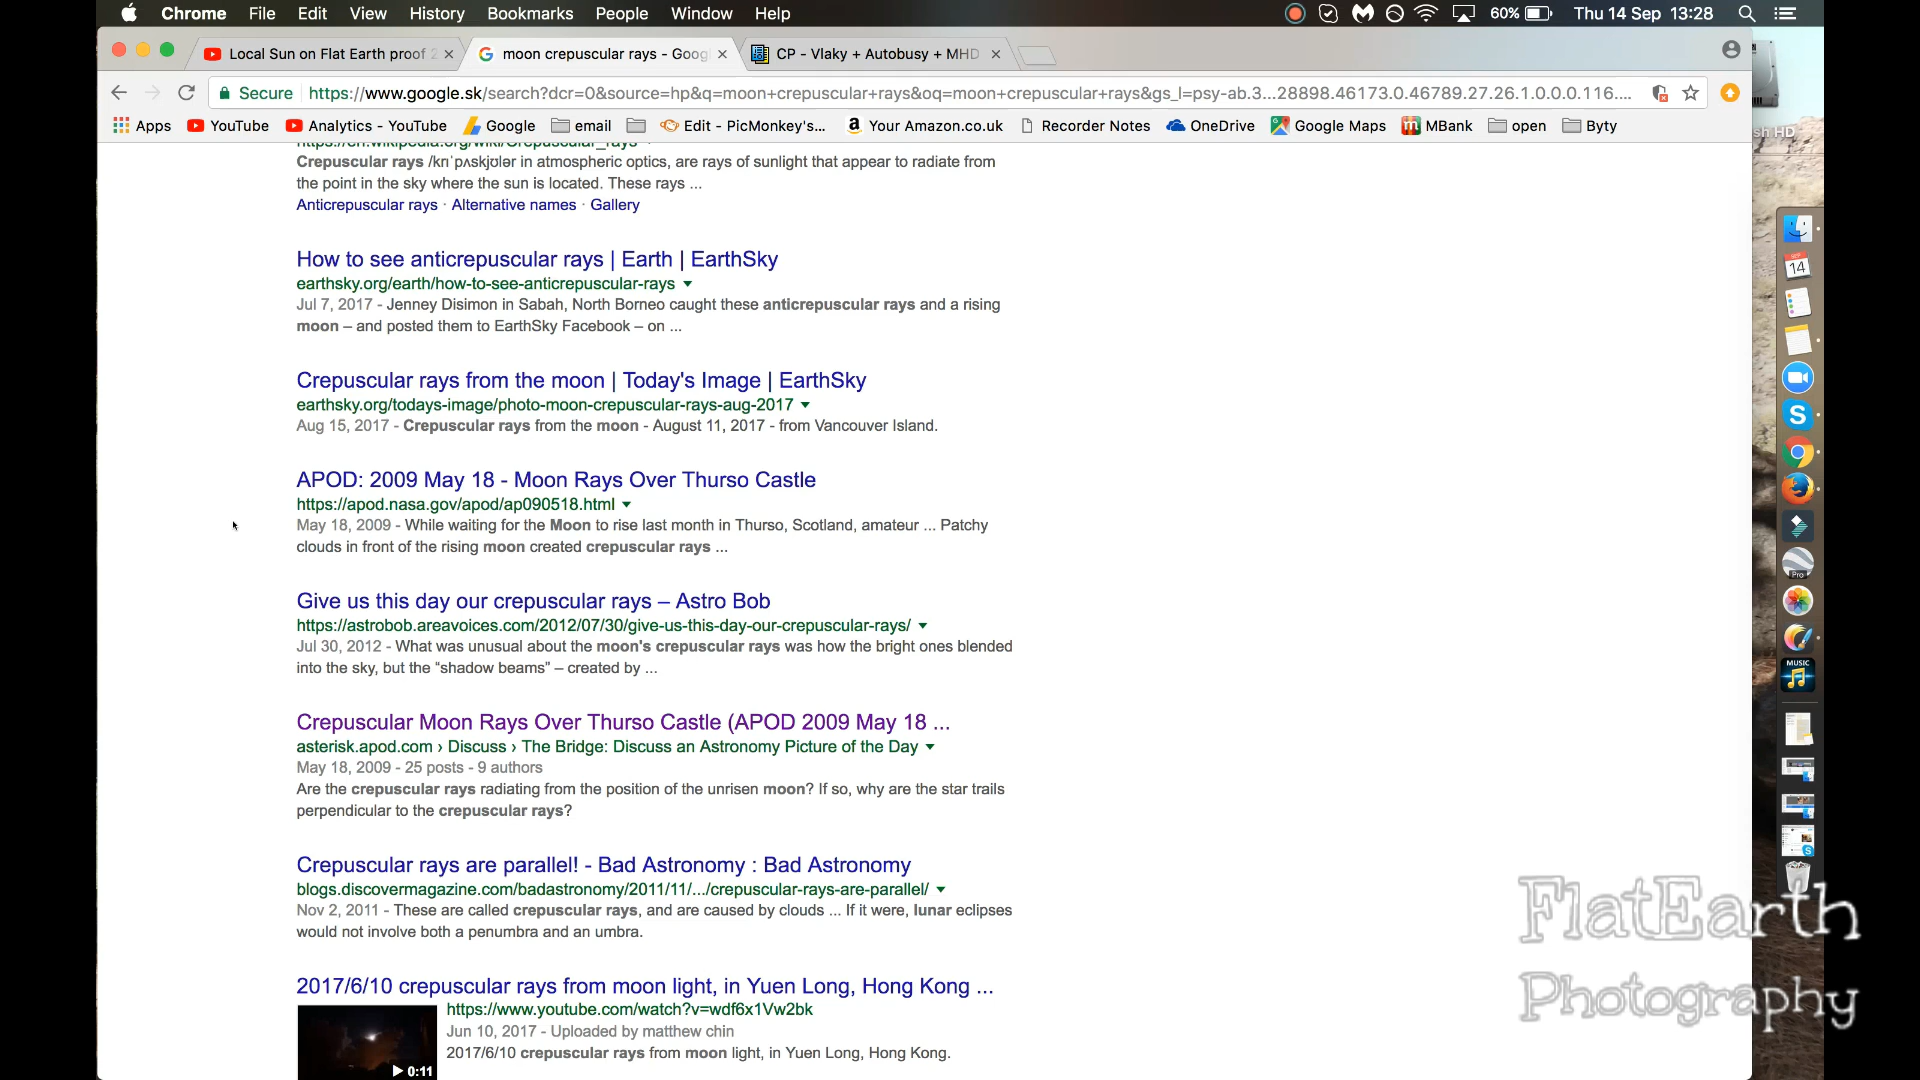 Chrome File Edit View History Bookmarks People Window Help 60% Thu 14 Sep 13:28
Local Sun on Flat Earth proof 2 moon crepuscular rays - Goog CP - Vlaky + Autobusy + MHD
Secure https://www.google.sk/search?dcr=0&source=hp&q=moon+crepuscular+rays&oq=moon+crepuscular+rays&gs_l=psy-ab.3...28898.46173.0.46789.27.26.1.0.0.0.116....
Apps YouTube Analytics - YouTube Google email Edit - PicMonkey's... Your Amazon.co.uk Recorder Notes OneDrive Google Maps MBank open Byty
sh HD
https://en.wikipedia.org/wiki/Crepuscular_rays
Crepuscular rays /krɪˈpʌskjʊlər in atmospheric optics, are rays of sunlight that appear to radiate from
the point in the sky where the sun is located. These rays ...
Anticrepuscular rays · Alternative names · Gallery
How to see anticrepuscular rays | Earth | EarthSky
earthsky.org/earth/how-to-see-anticrepuscular-rays
Jul 7, 2017 - Jenney Disimon in Sabah, North Borneo caught these anticrepuscular rays and a rising
moon – and posted them to EarthSky Facebook – on ...
Crepuscular rays from the moon | Today's Image | EarthSky
earthsky.org/todays-image/photo-moon-crepuscular-rays-aug-2017
Aug 15, 2017 - Crepuscular rays from the moon - August 11, 2017 - from Vancouver Island.
APOD: 2009 May 18 - Moon Rays Over Thurso Castle
https://apod.nasa.gov/apod/ap090518.html
May 18, 2009 - While waiting for the Moon to rise last month in Thurso, Scotland, amateur ... Patchy
clouds in front of the rising moon created crepuscular rays ...
Give us this day our crepuscular rays – Astro Bob
https://astrobob.areavoices.com/2012/07/30/give-us-this-day-our-crepuscular-rays/
Jul 30, 2012 - What was unusual about the moon's crepuscular rays was how the bright ones blended
into the sky, but the “shadow beams” – created by ...
Crepuscular Moon Rays Over Thurso Castle (APOD 2009 May 18 ...
asterisk.apod.com › Discuss › The Bridge: Discuss an Astronomy Picture of the Day
May 18, 2009 - 25 posts - 9 authors
Are the crepuscular rays radiating from the position of the unrisen moon? If so, why are the star trails
perpendicular to the crepuscular rays?
Crepuscular rays are parallel! - Bad Astronomy : Bad Astronomy
blogs.discovermagazine.com/badastronomy/2011/11/.../crepuscular-rays-are-parallel/
Nov 2, 2011 - These are called crepuscular rays, and are caused by clouds ... If it were, lunar eclipses
would not involve both a penumbra and an umbra.
2017/6/10 crepuscular rays from moon light, in Yuen Long, Hong Kong ...
https://www.youtube.com/watch?v=wdf6x1Vw2bk
Jun 10, 2017 - Uploaded by matthew chin
2017/6/10 crepuscular rays from moon light, in Yuen Long, Hong Kong.
0:11
14
Pro
MUSIC
FlatEarth
Photography